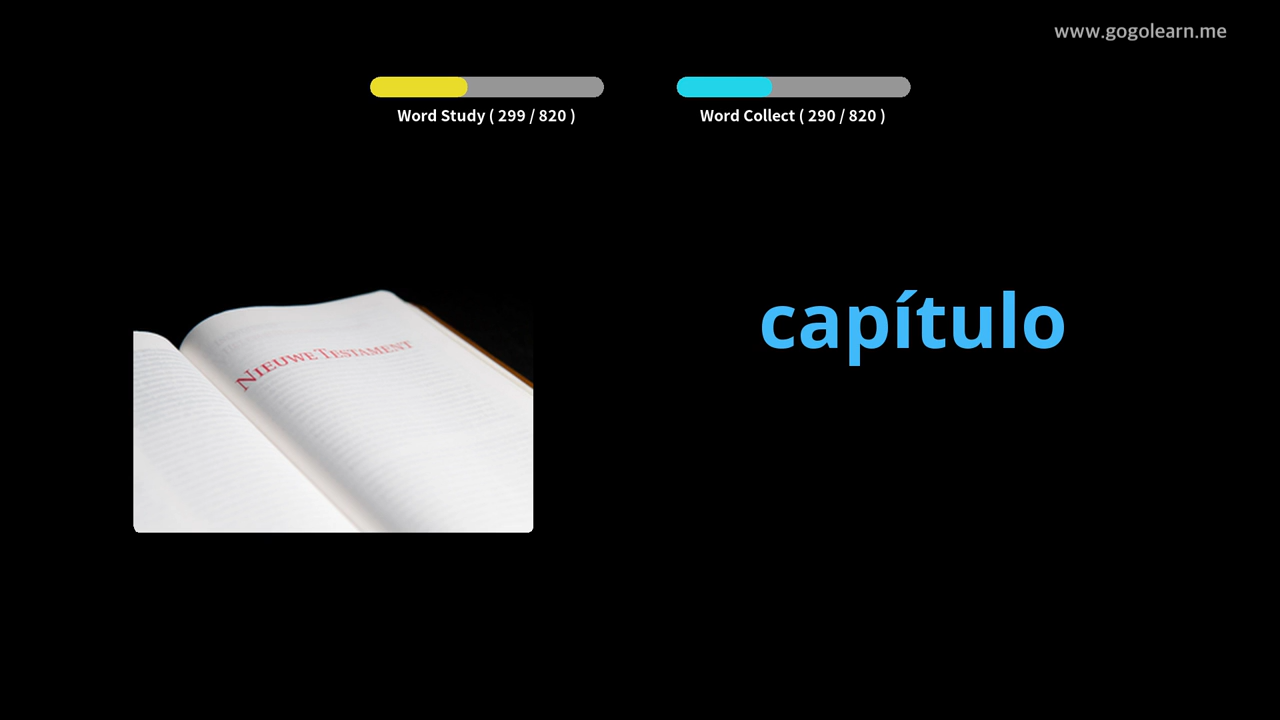 www.gogolearn.me
Word Study ( 299 / 820 )
Word Collect ( 290 / 820 )
capítulo
NIEUWE TESTAMENT